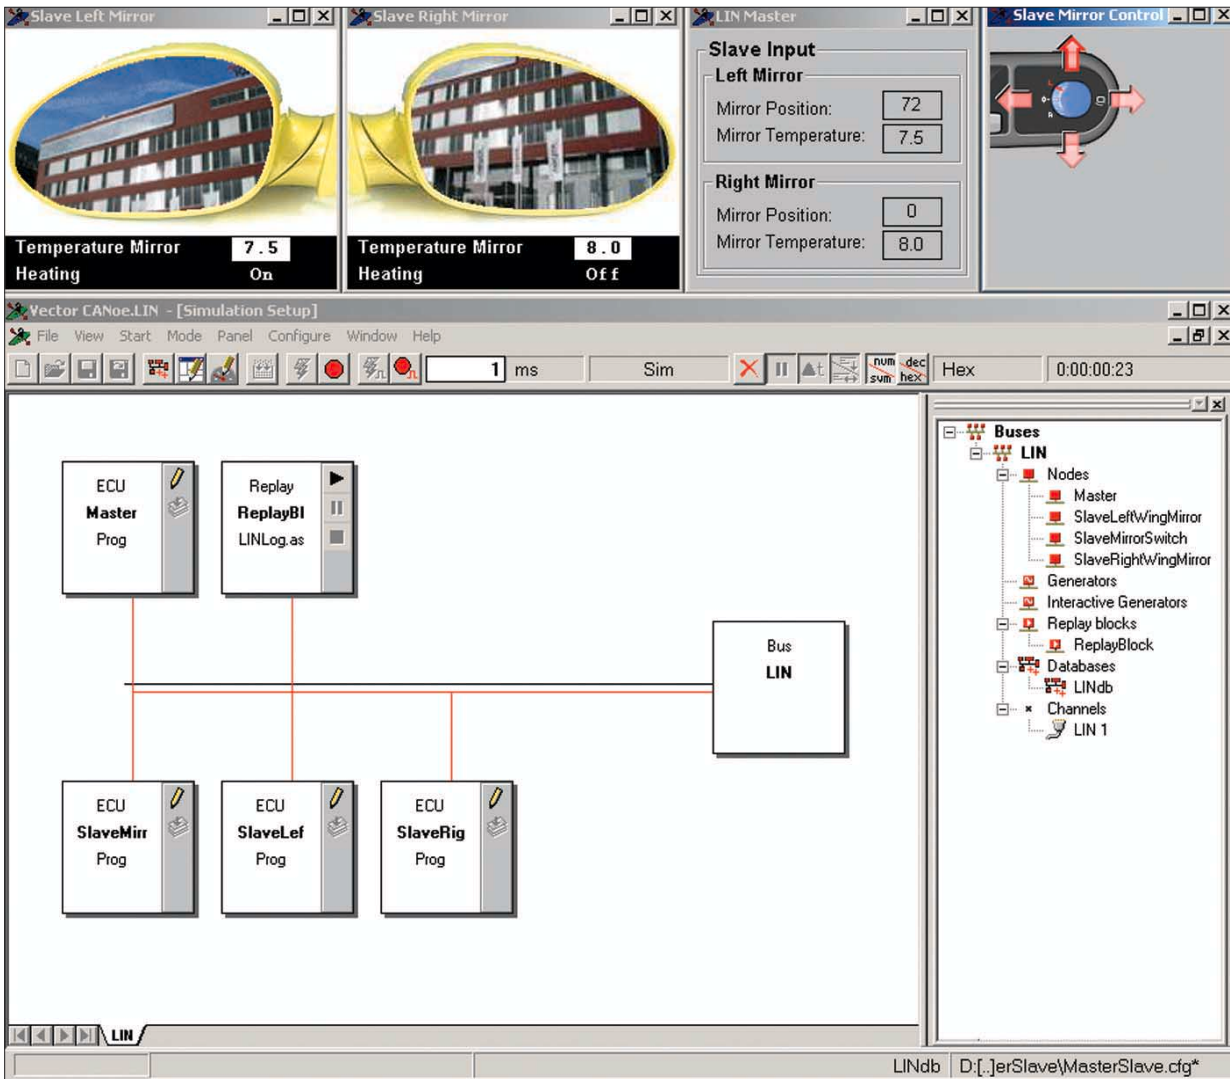 Slave Left Mirror
Temperature Mirror 7.5
Heating On
Slave Right Mirror
Temperature Mirror 8.0
Heating Off
LIN Master
Slave Input
Left Mirror
Mirror Position: 72
Mirror Temperature: 7.5
Right Mirror
Mirror Position: 0
Mirror Temperature: 8.0
Slave Mirror Control
Vector CANoe.LIN - [Simulation Setup]
File View Start Mode Panel Configure Window Help
1 ms Sim num sym dec hex Hex 0:00:00:23
ECU
Master
Prog
Replay
ReplayBl
LINLog.as
Bus
LIN
ECU
SlaveMirr
Prog
ECU
SlaveLef
Prog
ECU
SlaveRig
Prog
Buses
LIN
Nodes
Master
SlaveLeftWingMirror
SlaveMirrorSwitch
SlaveRightWingMirror
Generators
Interactive Generators
Replay blocks
ReplayBlock
Databases
LINdb
Channels
LIN 1
LIN
LINdb D:[..]erSlave\MasterSlave.cfg*